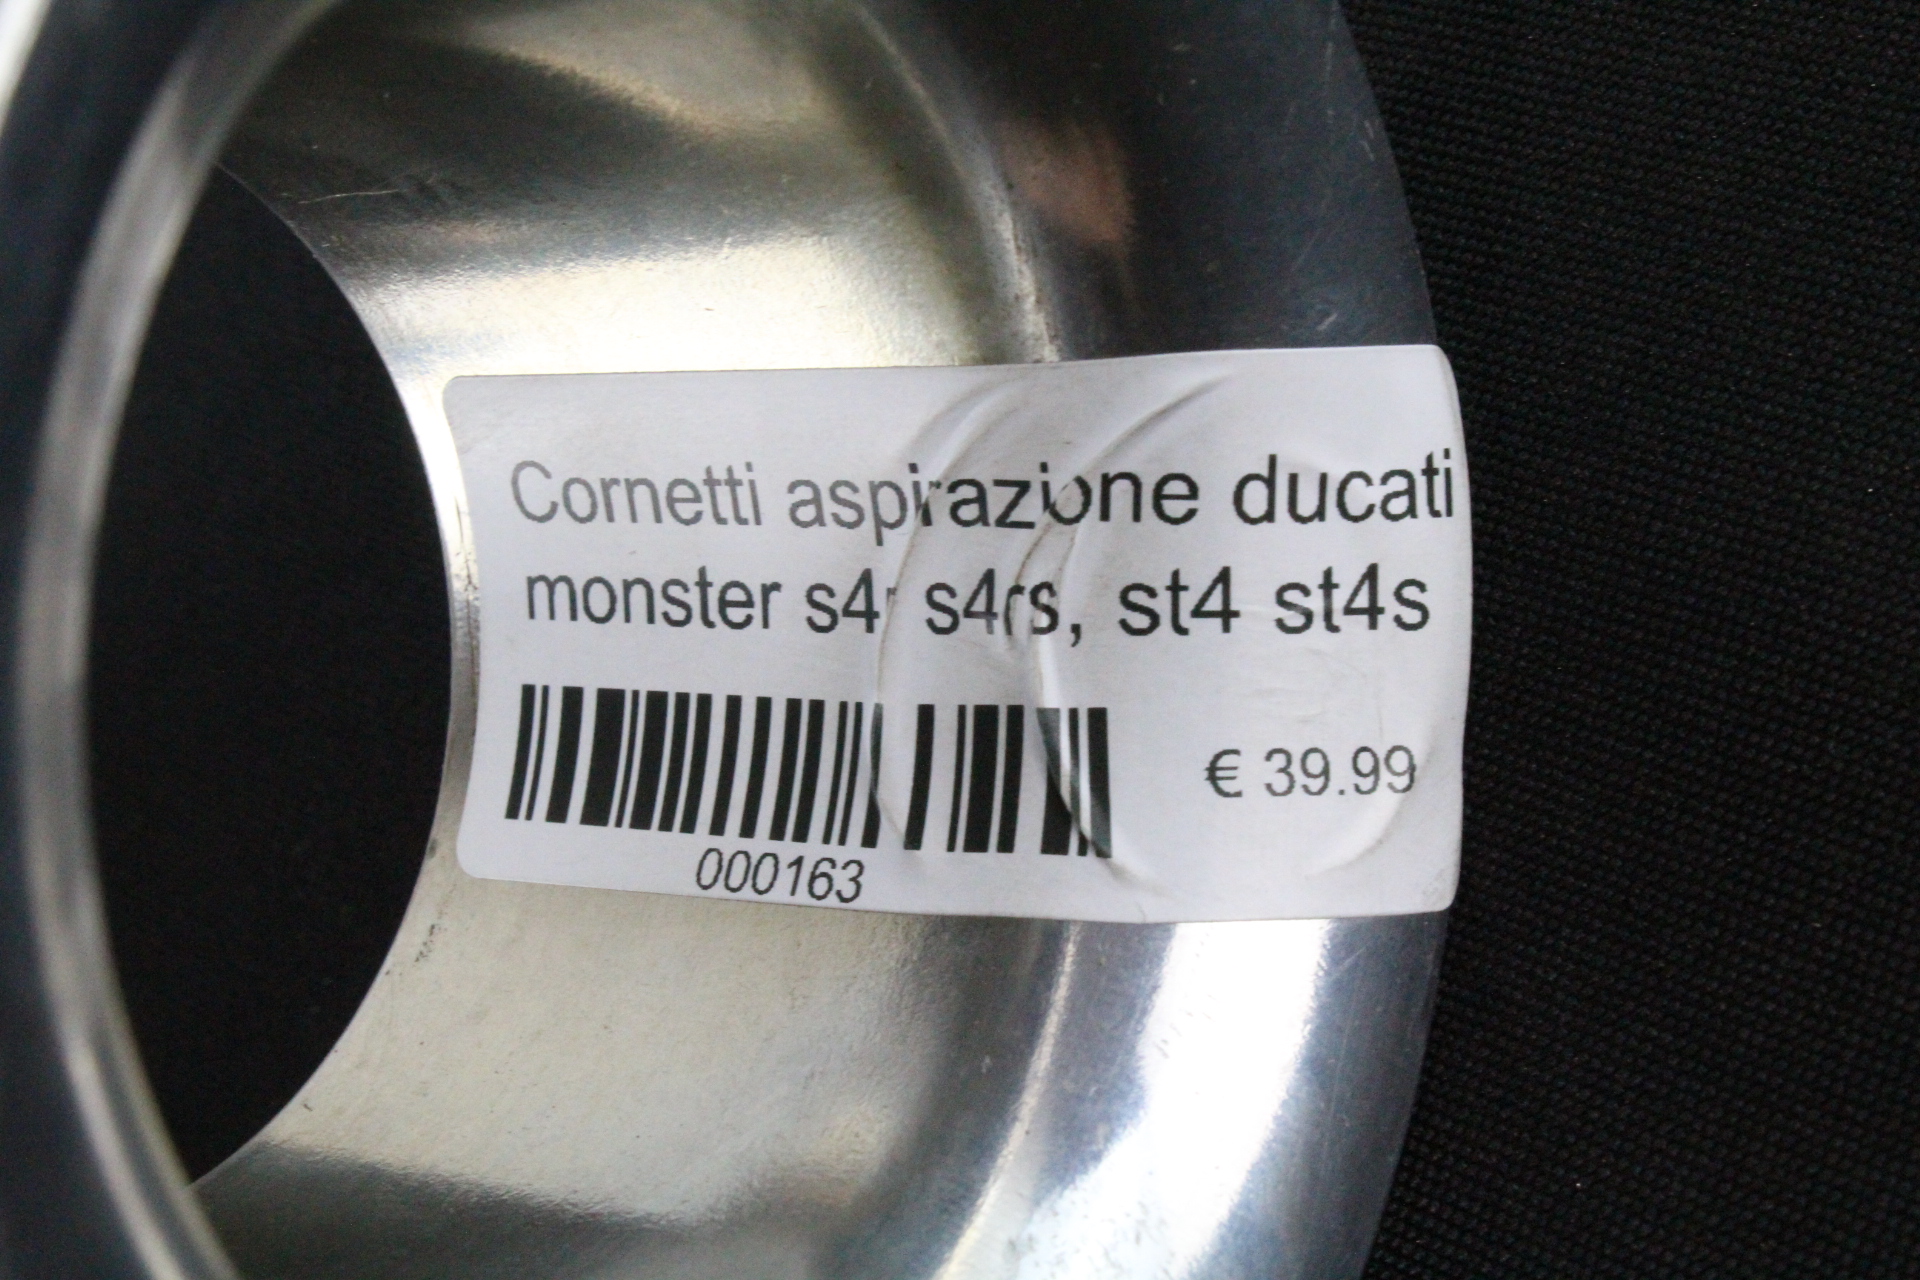 Cornetti aspirazione ducati
monster s4r s4rs, st4 st4s
€ 39.99
000163